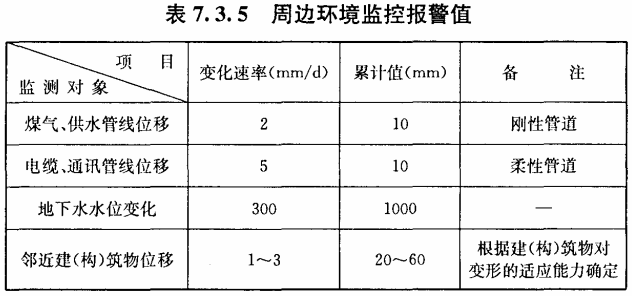 表 7.3.5 周边环境监控报警值
项 目
监 测 对 象
变化速率(mm/d)
累计值(mm)
备 注
煤气、供水管线位移
2
10
刚性管道
电缆、通讯管线位移
5
10
柔性管道
地下水水位变化
300
1000
—
邻近建(构)筑物位移
1~3
20~60
根据建(构)筑物对
变形的适应能力确定